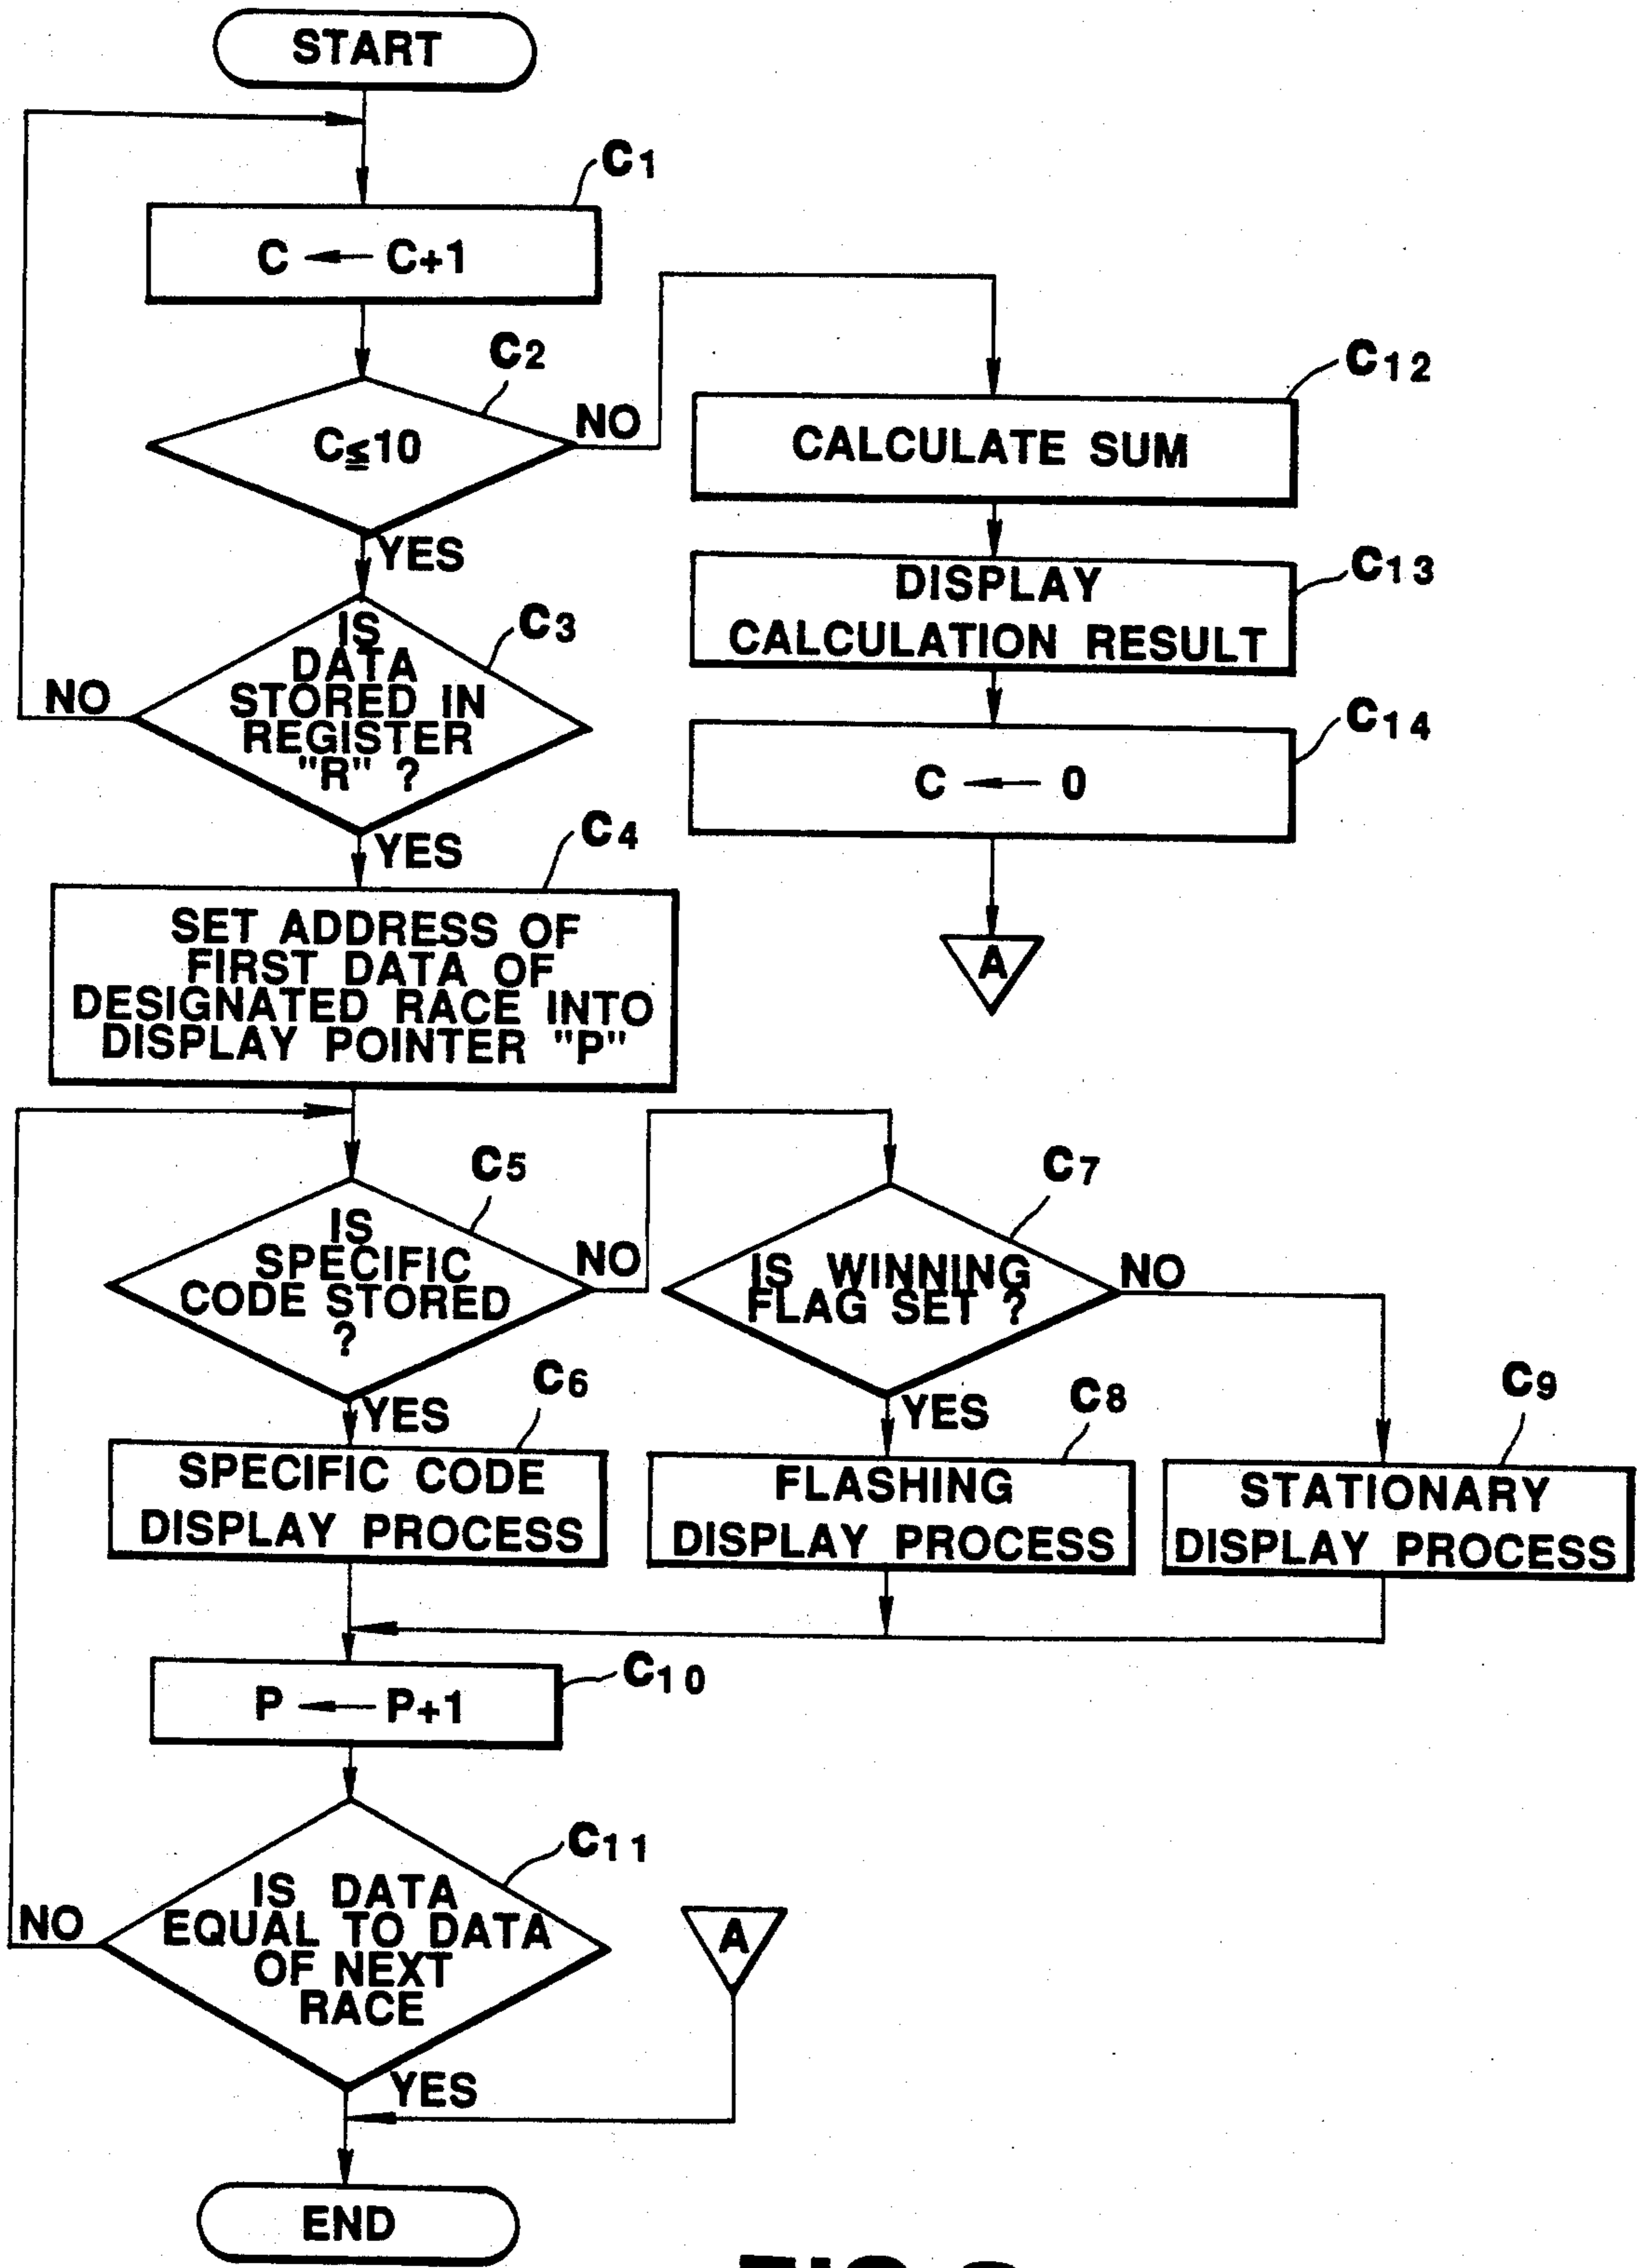 START
C1
C ← C+1
C2
C≦10
NO
YES
C12
CALCULATE SUM
C13
DISPLAY
CALCULATION RESULT
C14
C ← 0
A
C3
IS
DATA
STORED IN
REGISTER
"R" ?
NO
YES
C4
SET ADDRESS OF
FIRST DATA OF
DESIGNATED RACE INTO
DISPLAY POINTER "P"
C5
IS
SPECIFIC
CODE STORED
?
NO
YES
C7
IS WINNING
FLAG SET ?
NO
YES
C6
SPECIFIC CODE
DISPLAY PROCESS
C8
FLASHING
DISPLAY PROCESS
C9
STATIONARY
DISPLAY PROCESS
C10
P ← P+1
C11
IS DATA
EQUAL TO DATA
OF NEXT
RACE
NO
YES
A
END